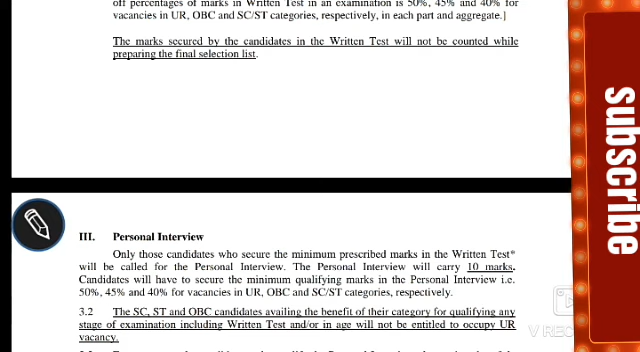 off percentages of marks in Written Test in an examination is 50%, 45% and 40% for
vacancies in UR, OBC and SC/ST categories, respectively, in each part and aggregate.]
The marks secured by the candidates in the Written Test will not be counted while
preparing the final selection list.
subscribe
III. Personal Interview
Only those candidates who secure the minimum prescribed marks in the Written Test*
will be called for the Personal Interview. The Personal Interview will carry 10 marks.
Candidates will have to secure the minimum qualifying marks in the Personal Interview i.e.
50%, 45% and 40% for vacancies in UR, OBC and SC/ST categories, respectively.
3.2 The SC, ST and OBC candidates availing the benefit of their category for qualifying any
stage of examination including Written Test and/or in age will not be entitled to occupy UR
vacancy.